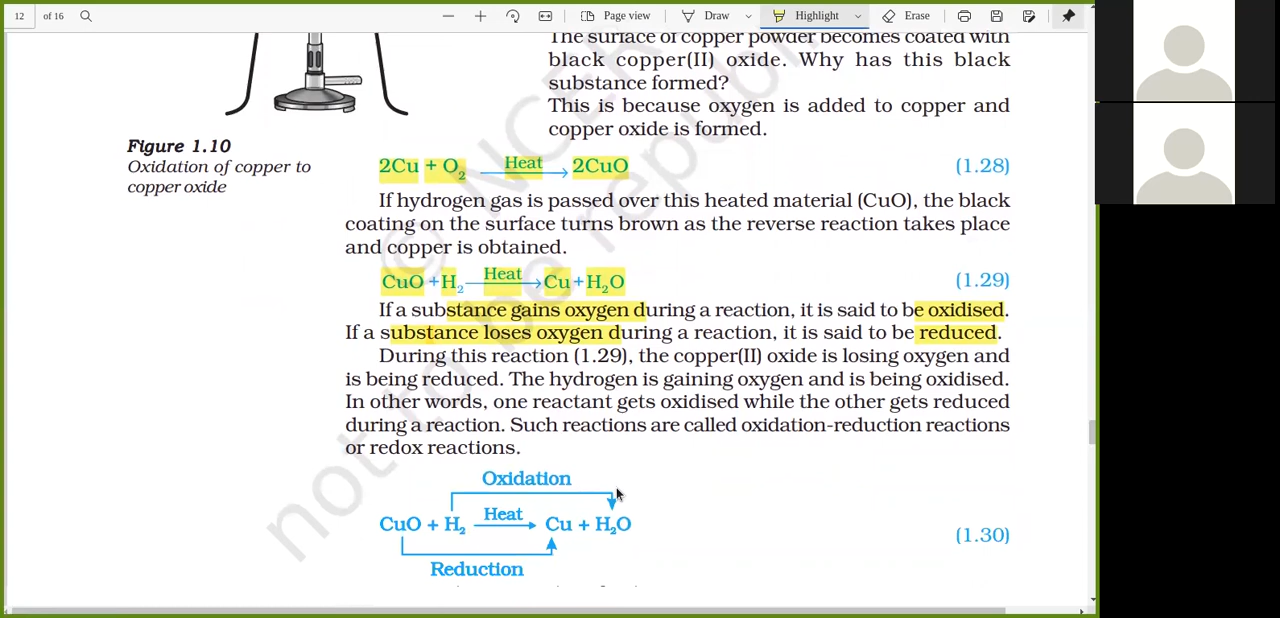 12 of 16 Page view Draw Highlight Erase
The surface of copper powder becomes coated with
black copper(II) oxide. Why has this black
substance formed?
This is because oxygen is added to copper and
copper oxide is formed.
Figure 1.10
Oxidation of copper to
copper oxide
2Cu + O₂ Heat → 2CuO (1.28)
If hydrogen gas is passed over this heated material (CuO), the black
coating on the surface turns brown as the reverse reaction takes place
and copper is obtained.
CuO +H₂ Heat → Cu+H₂O (1.29)
If a substance gains oxygen during a reaction, it is said to be oxidised.
If a substance loses oxygen during a reaction, it is said to be reduced.
During this reaction (1.29), the copper(II) oxide is losing oxygen and
is being reduced. The hydrogen is gaining oxygen and is being oxidised.
In other words, one reactant gets oxidised while the other gets reduced
during a reaction. Such reactions are called oxidation-reduction reactions
or redox reactions.
Oxidation
CuO + H₂ Heat → Cu + H₂O (1.30)
Reduction
© NCER
not to be republi